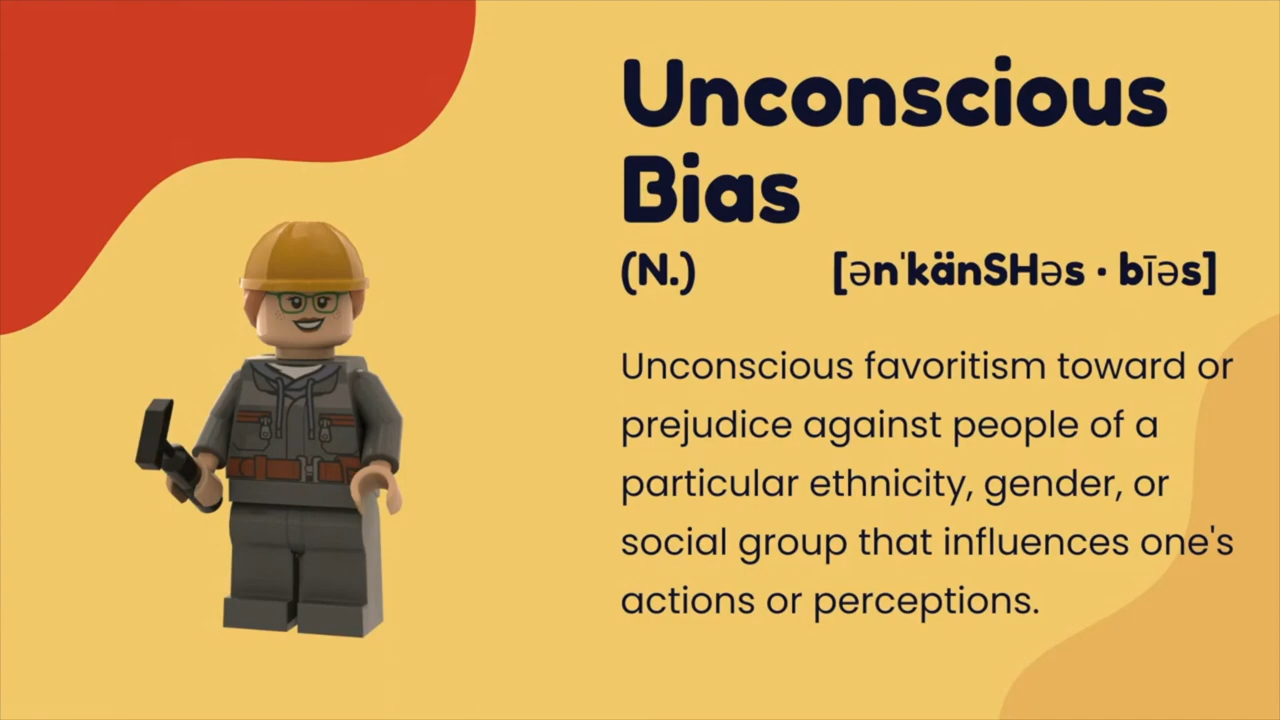 Unconscious
Bias
(N.) [ənˈkänSHəs · bīəs]
Unconscious favoritism toward or
prejudice against people of a
particular ethnicity, gender, or
social group that influences one's
actions or perceptions.